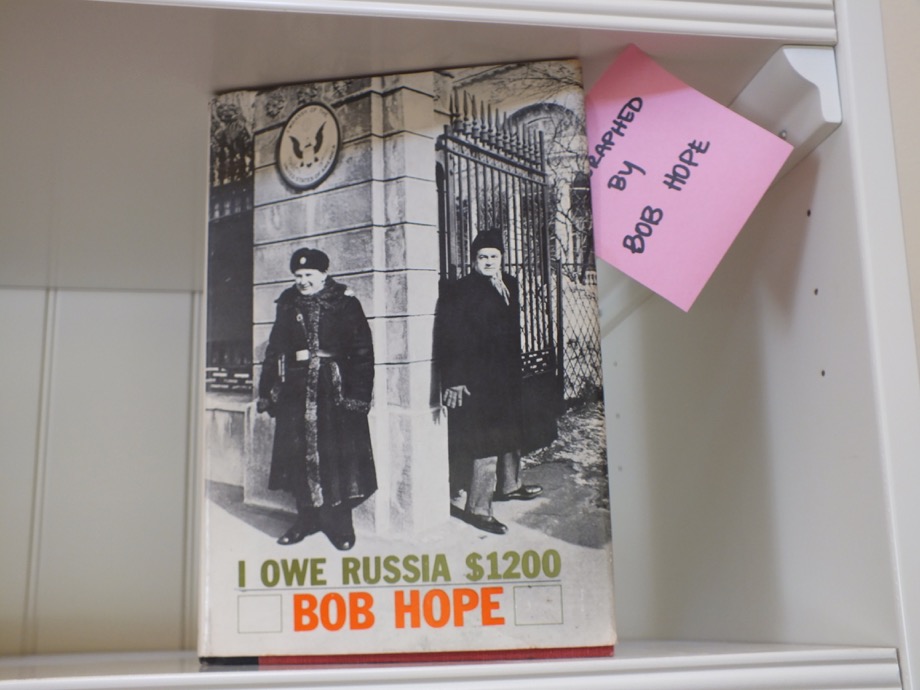 I OWE RUSSIA $1200
BOB HOPE
RAPHED
BY
BOB HOPE